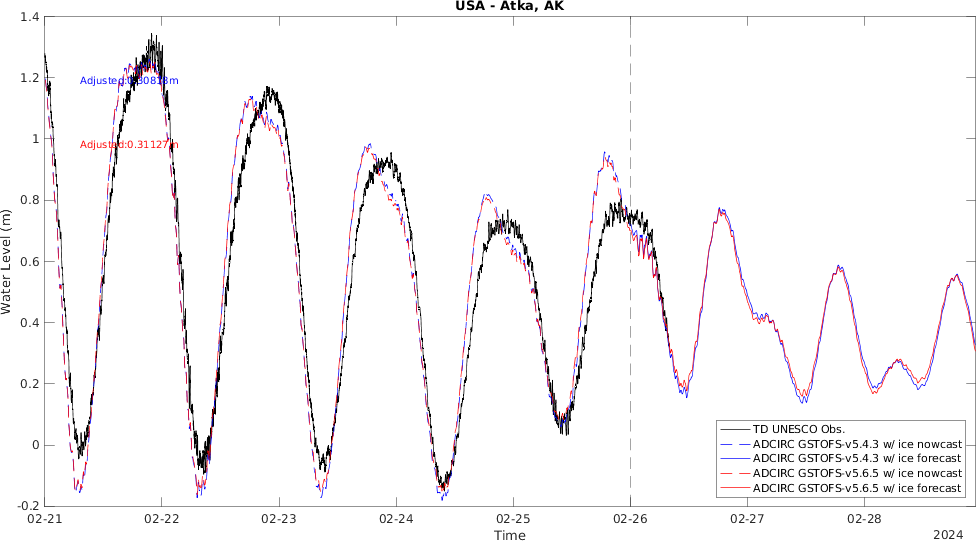 USA - Atka, AK
1.4
1.2
1
0.8
0.6
0.4
0.2
0
-0.2
Water Level (m)
Adjusted:0.31127m
02-21 02-22 02-23 02-24 02-25 02-26 02-27 02-28
Time
2024
TD UNESCO Obs.
ADCIRC GSTOFS-v5.4.3 w/ ice nowcast
ADCIRC GSTOFS-v5.4.3 w/ ice forecast
ADCIRC GSTOFS-v5.6.5 w/ ice nowcast
ADCIRC GSTOFS-v5.6.5 w/ ice forecast